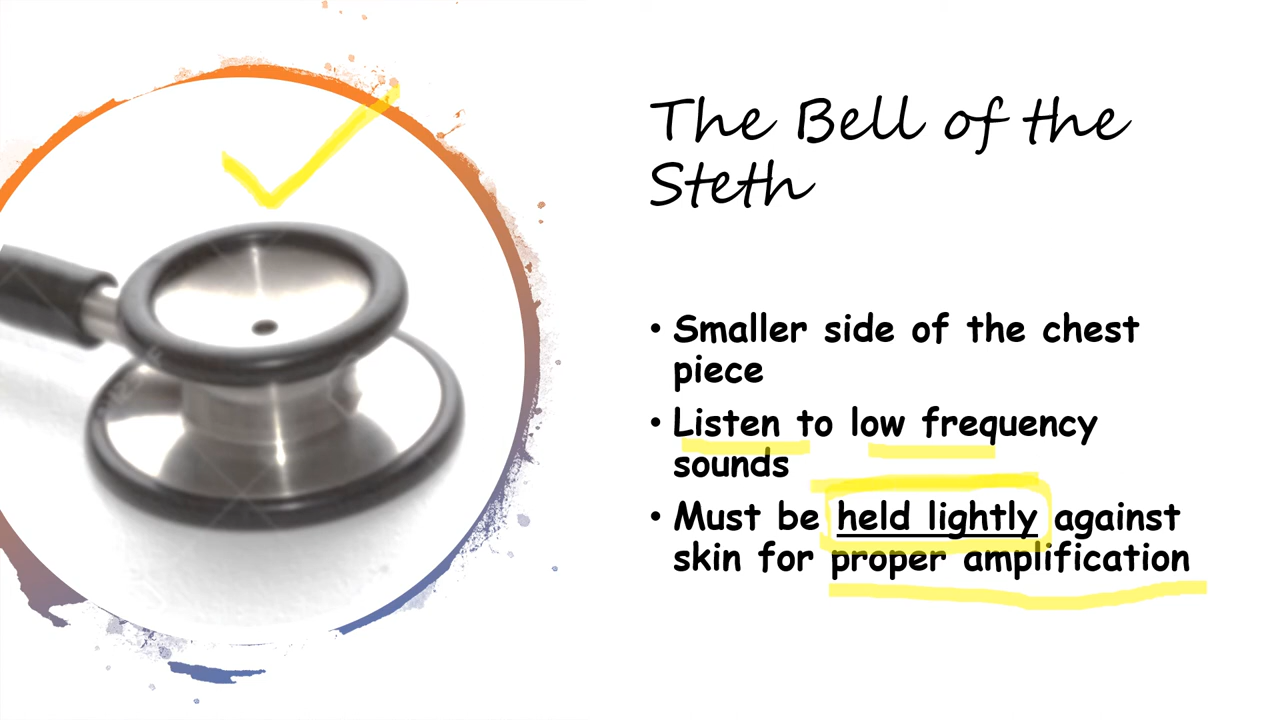 The Bell of the
Steth
• Smaller side of the chest
piece
• Listen to low frequency
sounds
• Must be held lightly against
skin for proper amplification